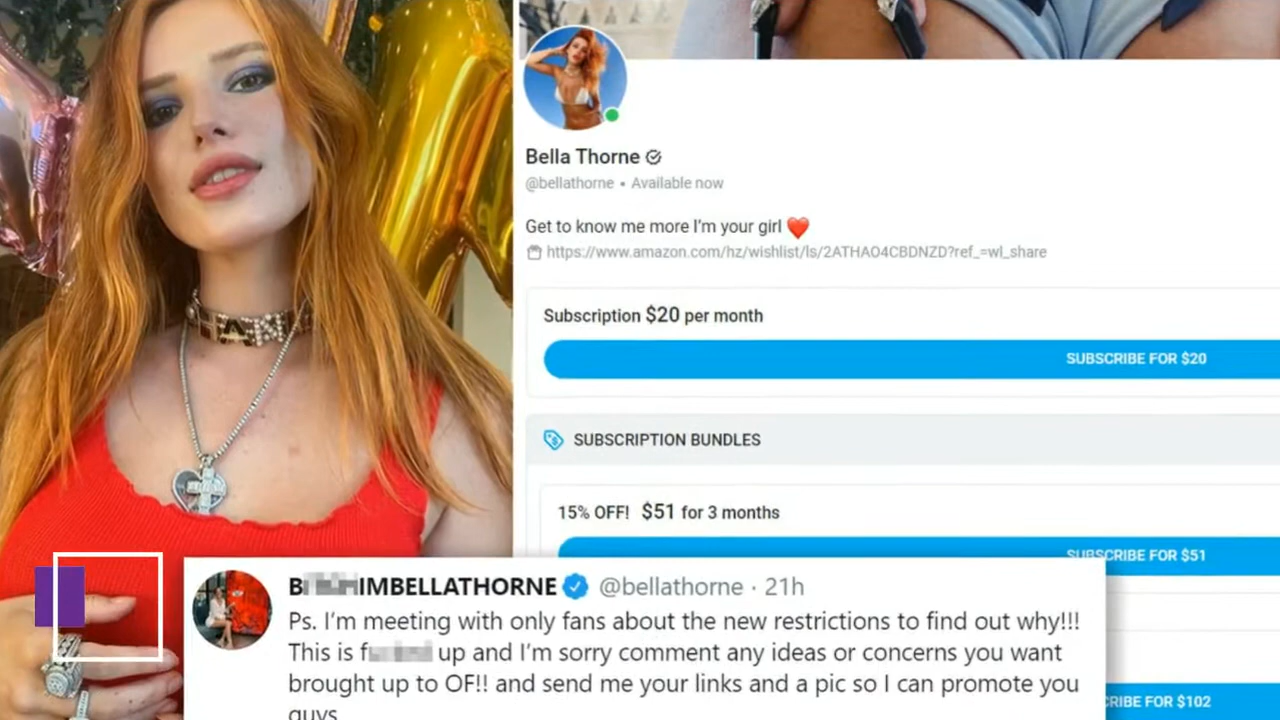 Bella Thorne
@bellathorne • Available now
Get to know me more I'm your girl ❤️
https://www.amazon.com/hz/wishlist/ls/2ATHAO4CBDNZD?ref_=wl_share
Subscription $20 per month
SUBSCRIBE FOR $20
SUBSCRIPTION BUNDLES
15% OFF! $51 for 3 months
SUBSCRIBE FOR $51
CRIBE FOR $102
IMBELLATHORNE @bellathorne · 21h
Ps. I'm meeting with only fans about the new restrictions to find out why!!!
This is up and I'm sorry comment any ideas or concerns you want
brought up to OF!! and send me your links and a pic so I can promote you
guys